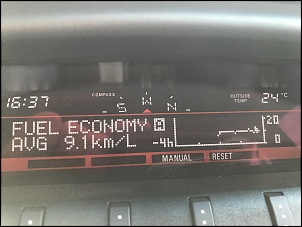 COMPASS
OUTSIDE TEMP
16:37
S W N
24°C
FUEL ECONOMY
20
AVG 9.1km/L
-4h
0
MANUAL
RESET